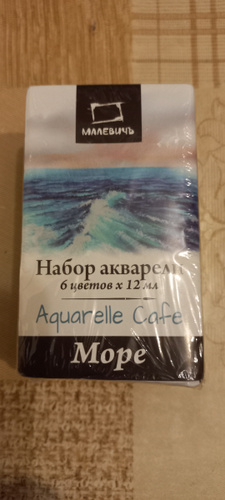 МАЛЕВИЧЪ
Набор акварели
6 цветов х 12 мл
Aquarelle Cafe
Море